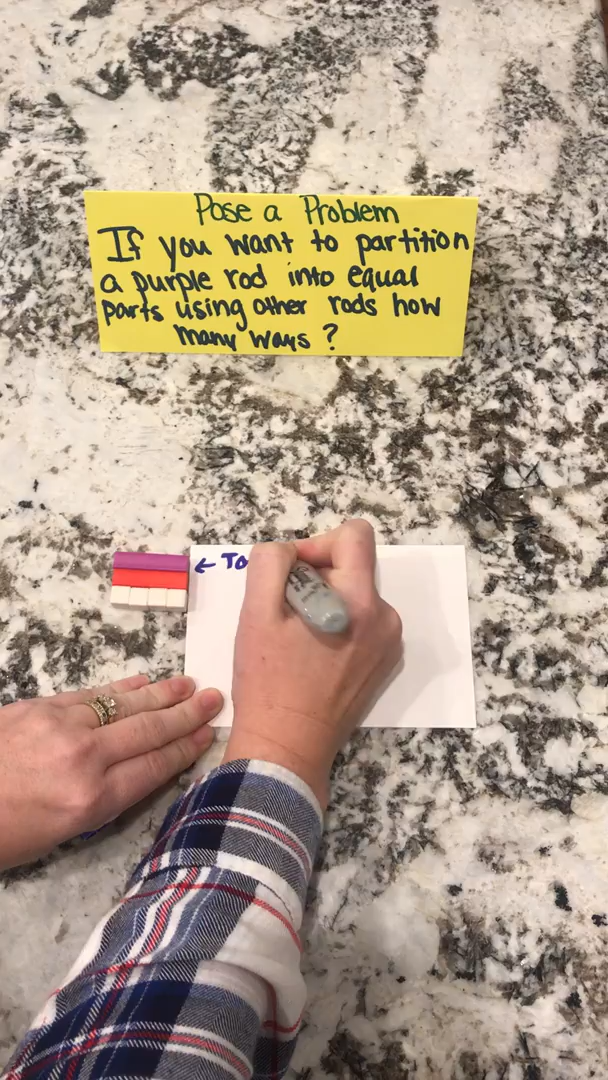 Pose a Problem
If you want to partition
a purple rod into equal
parts using other rods how
many ways ?
← To